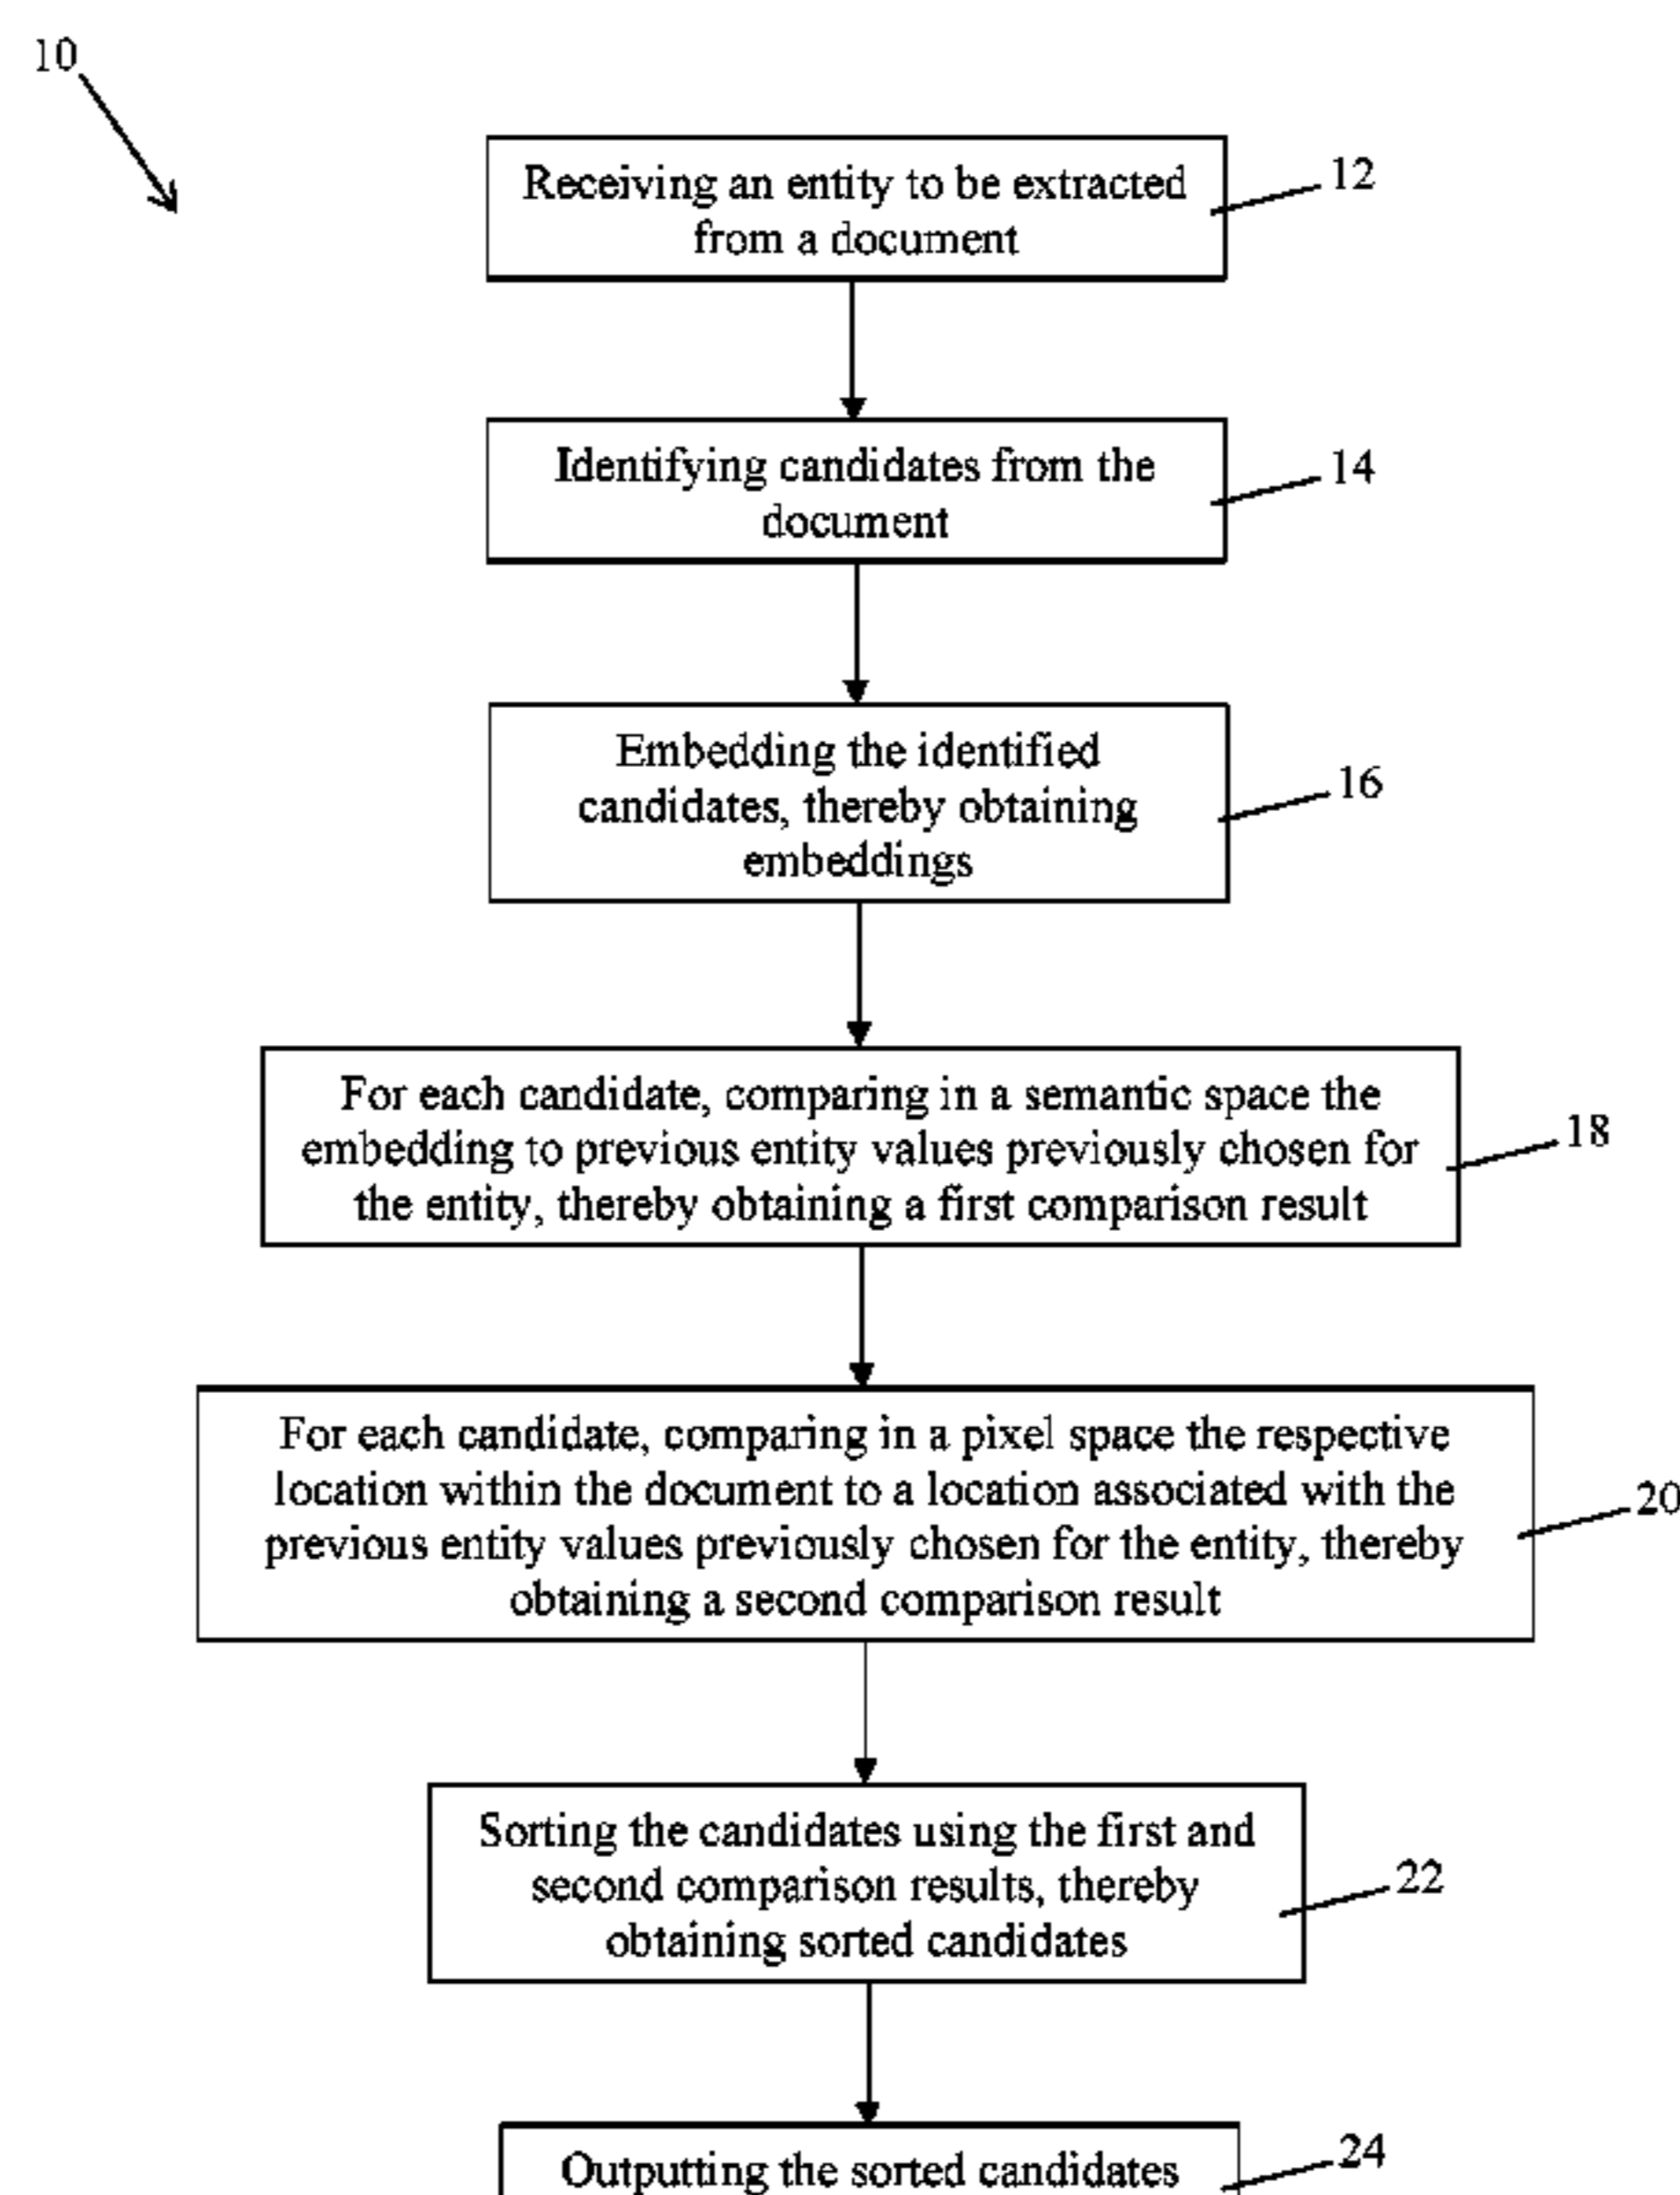 10
Receiving an entity to be extracted
from a document
12
Identifying candidates from the
document
14
Embedding the identified
candidates, thereby obtaining
embeddings
16
For each candidate, comparing in a semantic space the
embedding to previous entity values previously chosen for
the entity, thereby obtaining a first comparison result
18
For each candidate, comparing in a pixel space the respective
location within the document to a location associated with the
previous entity values previously chosen for the entity, thereby
obtaining a second comparison result
20
Sorting the candidates using the first and
second comparison results, thereby
obtaining sorted candidates
22
Outputting the sorted candidates
24